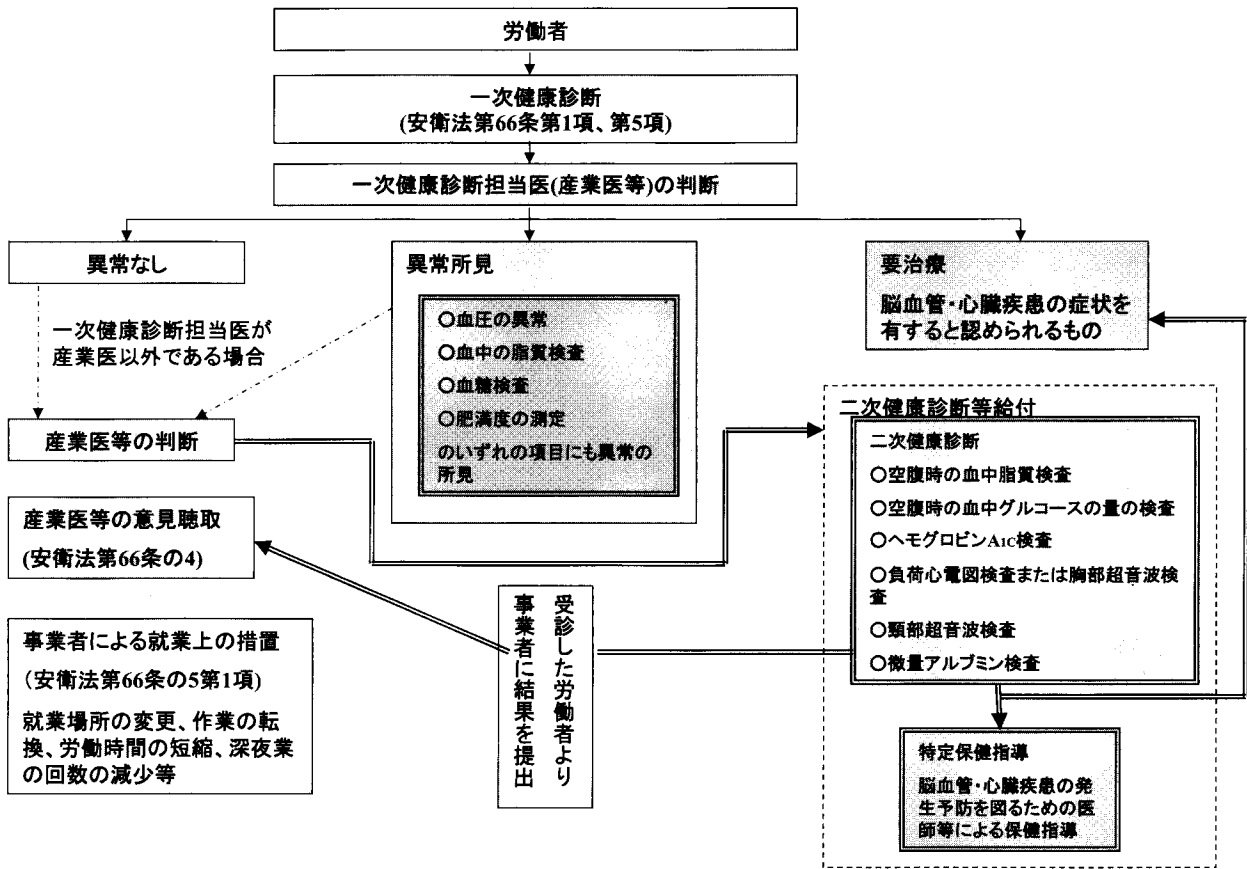 労働者
一次健康診断
(安衛法第66条第1項、第5項)
一次健康診断担当医(産業医等)の判断
異常なし
異常所見
〇血圧の異常
〇血中の脂質検査
〇血糖検査
〇肥満度の測定
のいずれの項目にも異常の
所見
要治療
脳血管・心臓疾患の症状を
有すると認められるもの
一次健康診断担当医が
産業医以外である場合
産業医等の判断
産業医等の意見聴取
(安衛法第66条の4)
事業者による就業上の措置
(安衛法第66条の5第1項)
就業場所の変更、作業の転
換、労働時間の短縮、深夜業
の回数の減少等
受診した労働者より
事業者に結果を提出
二次健康診断等給付
二次健康診断
〇空腹時の血中脂質検査
〇空腹時の血中グルコースの量の検査
〇ヘモグロビンA1C検査
〇負荷心電図検査または胸部超音波検
査
〇頸部超音波検査
〇微量アルブミン検査
特定保健指導
脳血管・心臓疾患の発
生予防を図るための医
師等による保健指導